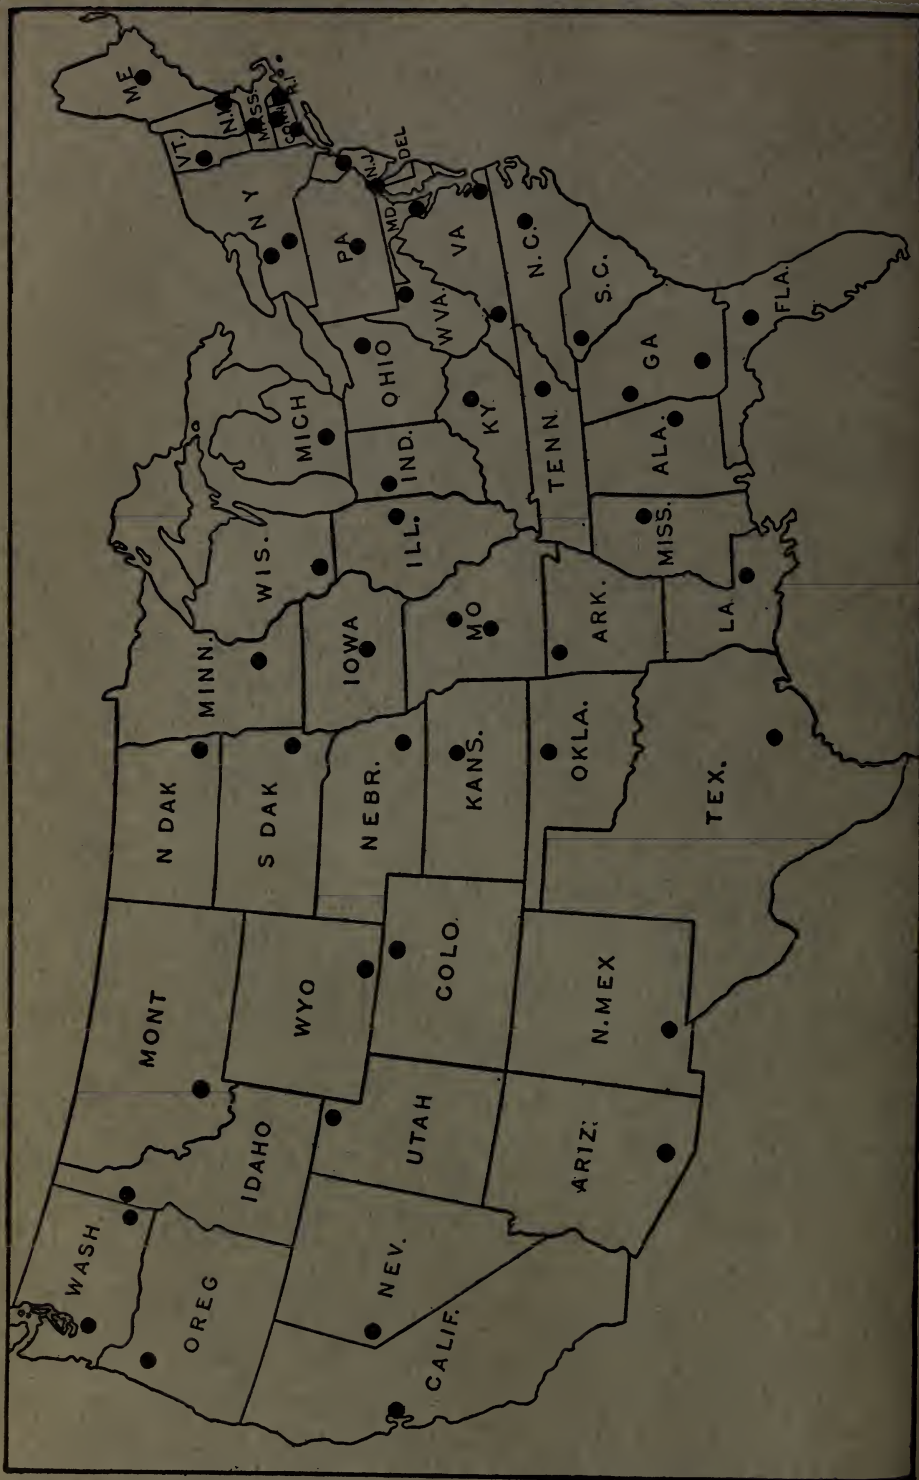 WASH.
OREG
CALIF.
NEV.
IDAHO
MONT
WYO
UTAH
ARIZ.
COLO.
N.MEX
N DAK
S DAK
NEBR.
KANS.
OKLA.
TEX.
MINN.
IOWA
MO
ARK.
LA.
WIS.
ILL.
MISS.
MICH
IND.
OHIO
KY.
TENN.
ALA.
GA
FLA.
S.C.
N.C.
VA
W VA.
MD.
DEL
PA
N.J
N Y
VT.
N.H
MASS.
CONN
R.I
ME